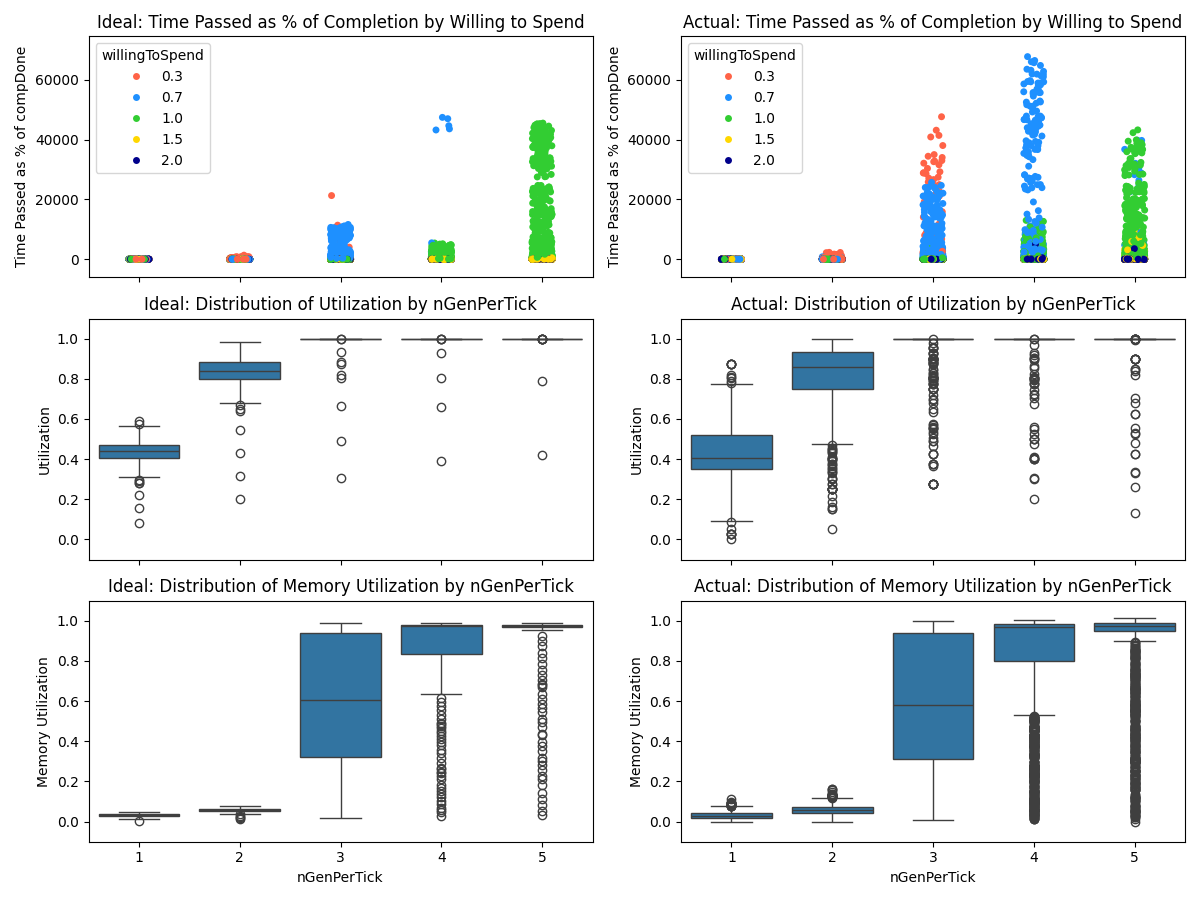 Ideal: Time Passed as % of Completion by Willing to Spend
Time Passed as % of compDone
60000
40000
20000
0
willingToSpend
0.3
0.7
1.0
1.5
2.0
Actual: Time Passed as % of Completion by Willing to Spend
Time Passed as % of compDone
60000
40000
20000
0
willingToSpend
0.3
0.7
1.0
1.5
2.0
Ideal: Distribution of Utilization by nGenPerTick
Utilization
1.0
0.8
0.6
0.4
0.2
0.0
Actual: Distribution of Utilization by nGenPerTick
Utilization
1.0
0.8
0.6
0.4
0.2
0.0
Ideal: Distribution of Memory Utilization by nGenPerTick
Memory Utilization
1.0
0.8
0.6
0.4
0.2
0.0
1 2 3 4 5
nGenPerTick
Actual: Distribution of Memory Utilization by nGenPerTick
Memory Utilization
1.0
0.8
0.6
0.4
0.2
0.0
1 2 3 4 5
nGenPerTick